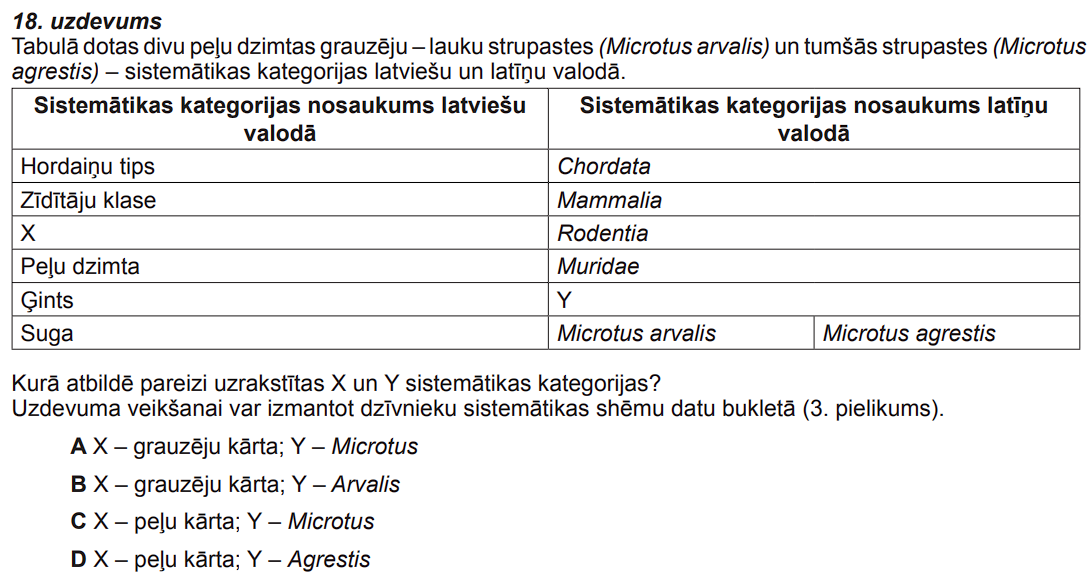 18. uzdevums
Tabulā dotas divu peļu dzimtas grauzēju – lauku strupastes (Microtus arvalis) un tumšās strupastes (Microtus
agrestis) – sistemātikas kategorijas latviešu un latīņu valodā.
Sistemātikas kategorijas nosaukums latviešu valodā
Sistemātikas kategorijas nosaukums latīņu valodā
Hordaiņu tips Chordata
Zīdītāju klase Mammalia
X Rodentia
Peļu dzimta Muridae
Ģints Y
Suga Microtus arvalis Microtus agrestis
Kurā atbildē pareizi uzrakstītas X un Y sistemātikas kategorijas?
Uzdevuma veikšanai var izmantot dzīvnieku sistemātikas shēmu datu bukletā (3. pielikums).
A X – grauzēju kārta; Y – Microtus
B X – grauzēju kārta; Y – Arvalis
C X – peļu kārta; Y – Microtus
D X – peļu kārta; Y – Agrestis